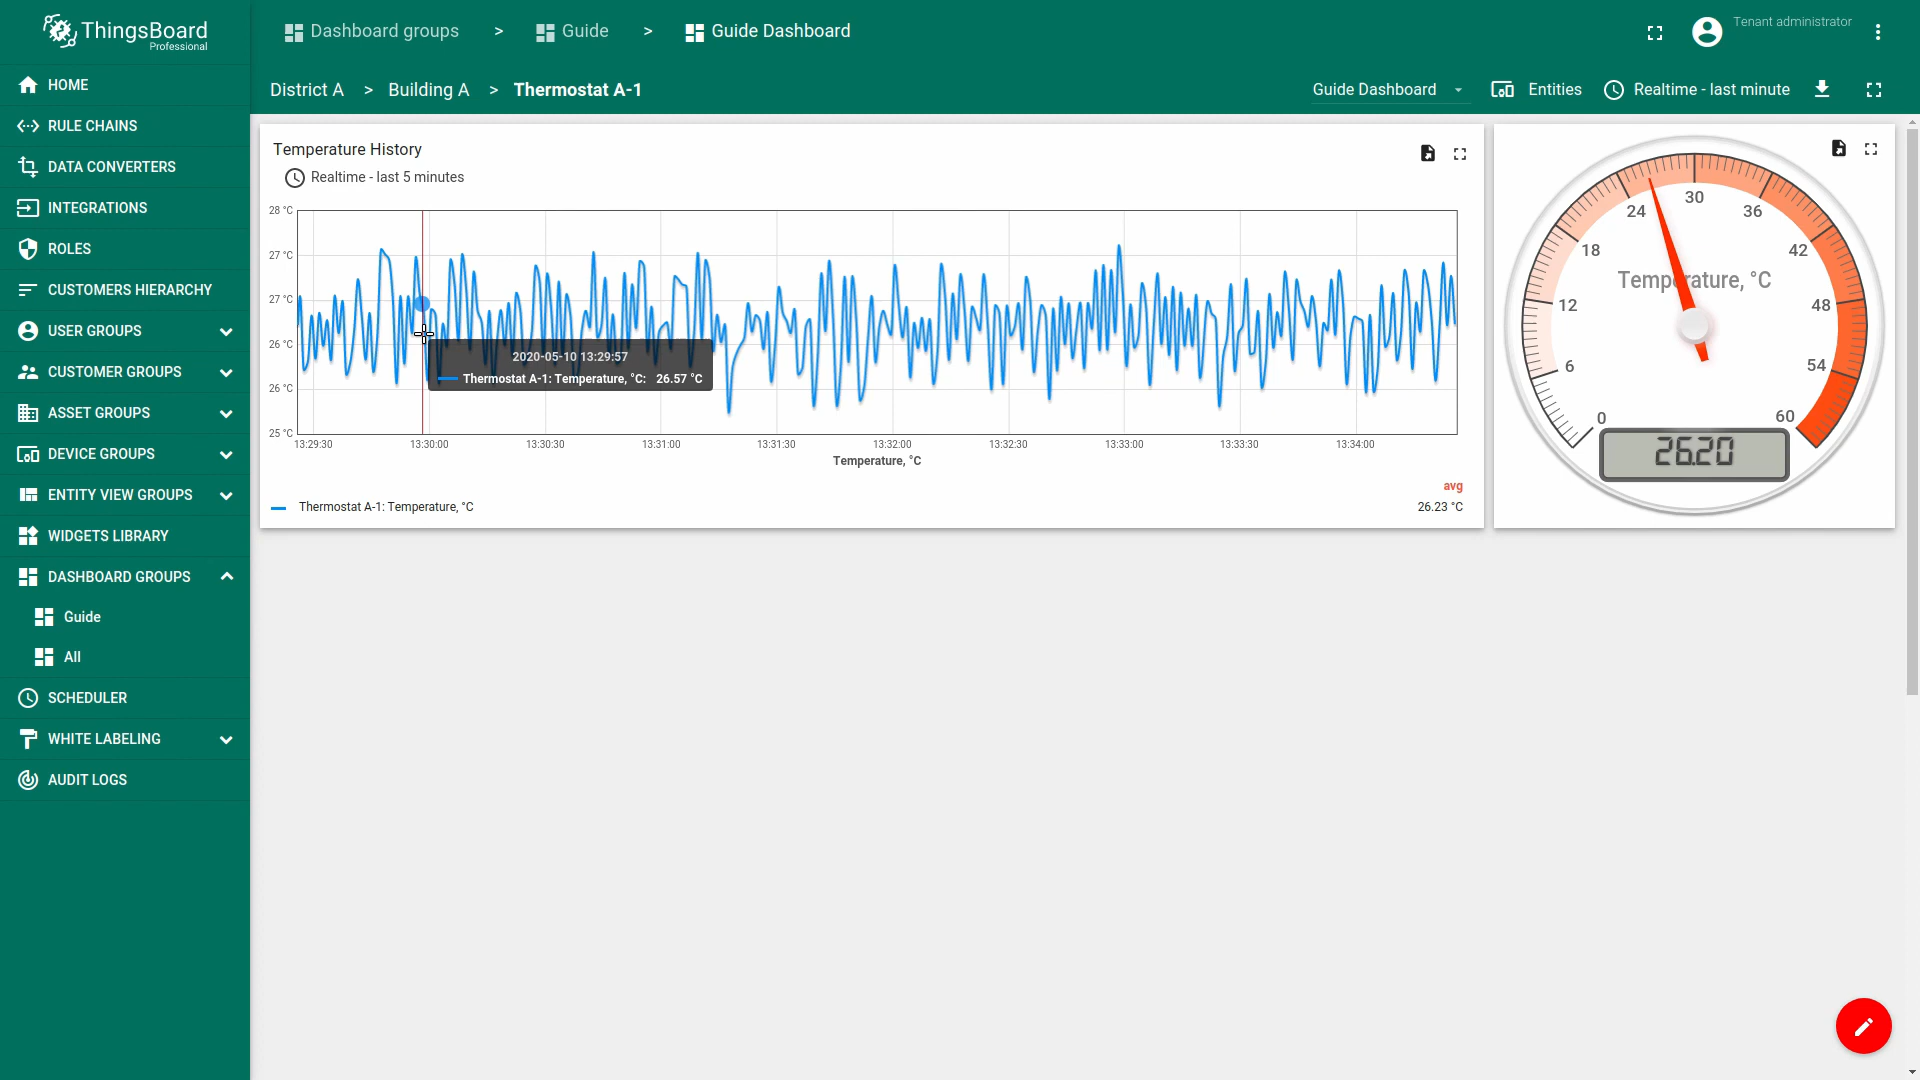 ThingsBoard
Professional
HOME
RULE CHAINS
DATA CONVERTERS
INTEGRATIONS
ROLES
CUSTOMERS HIERARCHY
USER GROUPS
CUSTOMER GROUPS
ASSET GROUPS
DEVICE GROUPS
ENTITY VIEW GROUPS
WIDGETS LIBRARY
DASHBOARD GROUPS
Guide
All
SCHEDULER
WHITE LABELING
AUDIT LOGS
Dashboard groups > Guide > Guide Dashboard
Tenant administrator
District A > Building A > Thermostat A-1
Guide Dashboard Entities Realtime - last minute
Temperature History
Realtime - last 5 minutes
28 °C
27 °C
27 °C
26 °C
26 °C
25 °C
2020-05-10 13:29:57
Thermostat A-1: Temperature, °C: 26.57 °C
13:29:30 13:30:00 13:30:30 13:31:00 13:31:30 13:32:00 13:32:30 13:33:00 13:33:30 13:34:00
Temperature, °C
avg
Thermostat A-1: Temperature, °C 26.23 °C
0 6 12 18 24 30 36 42 48 54 60
Temperature, °C
26.20